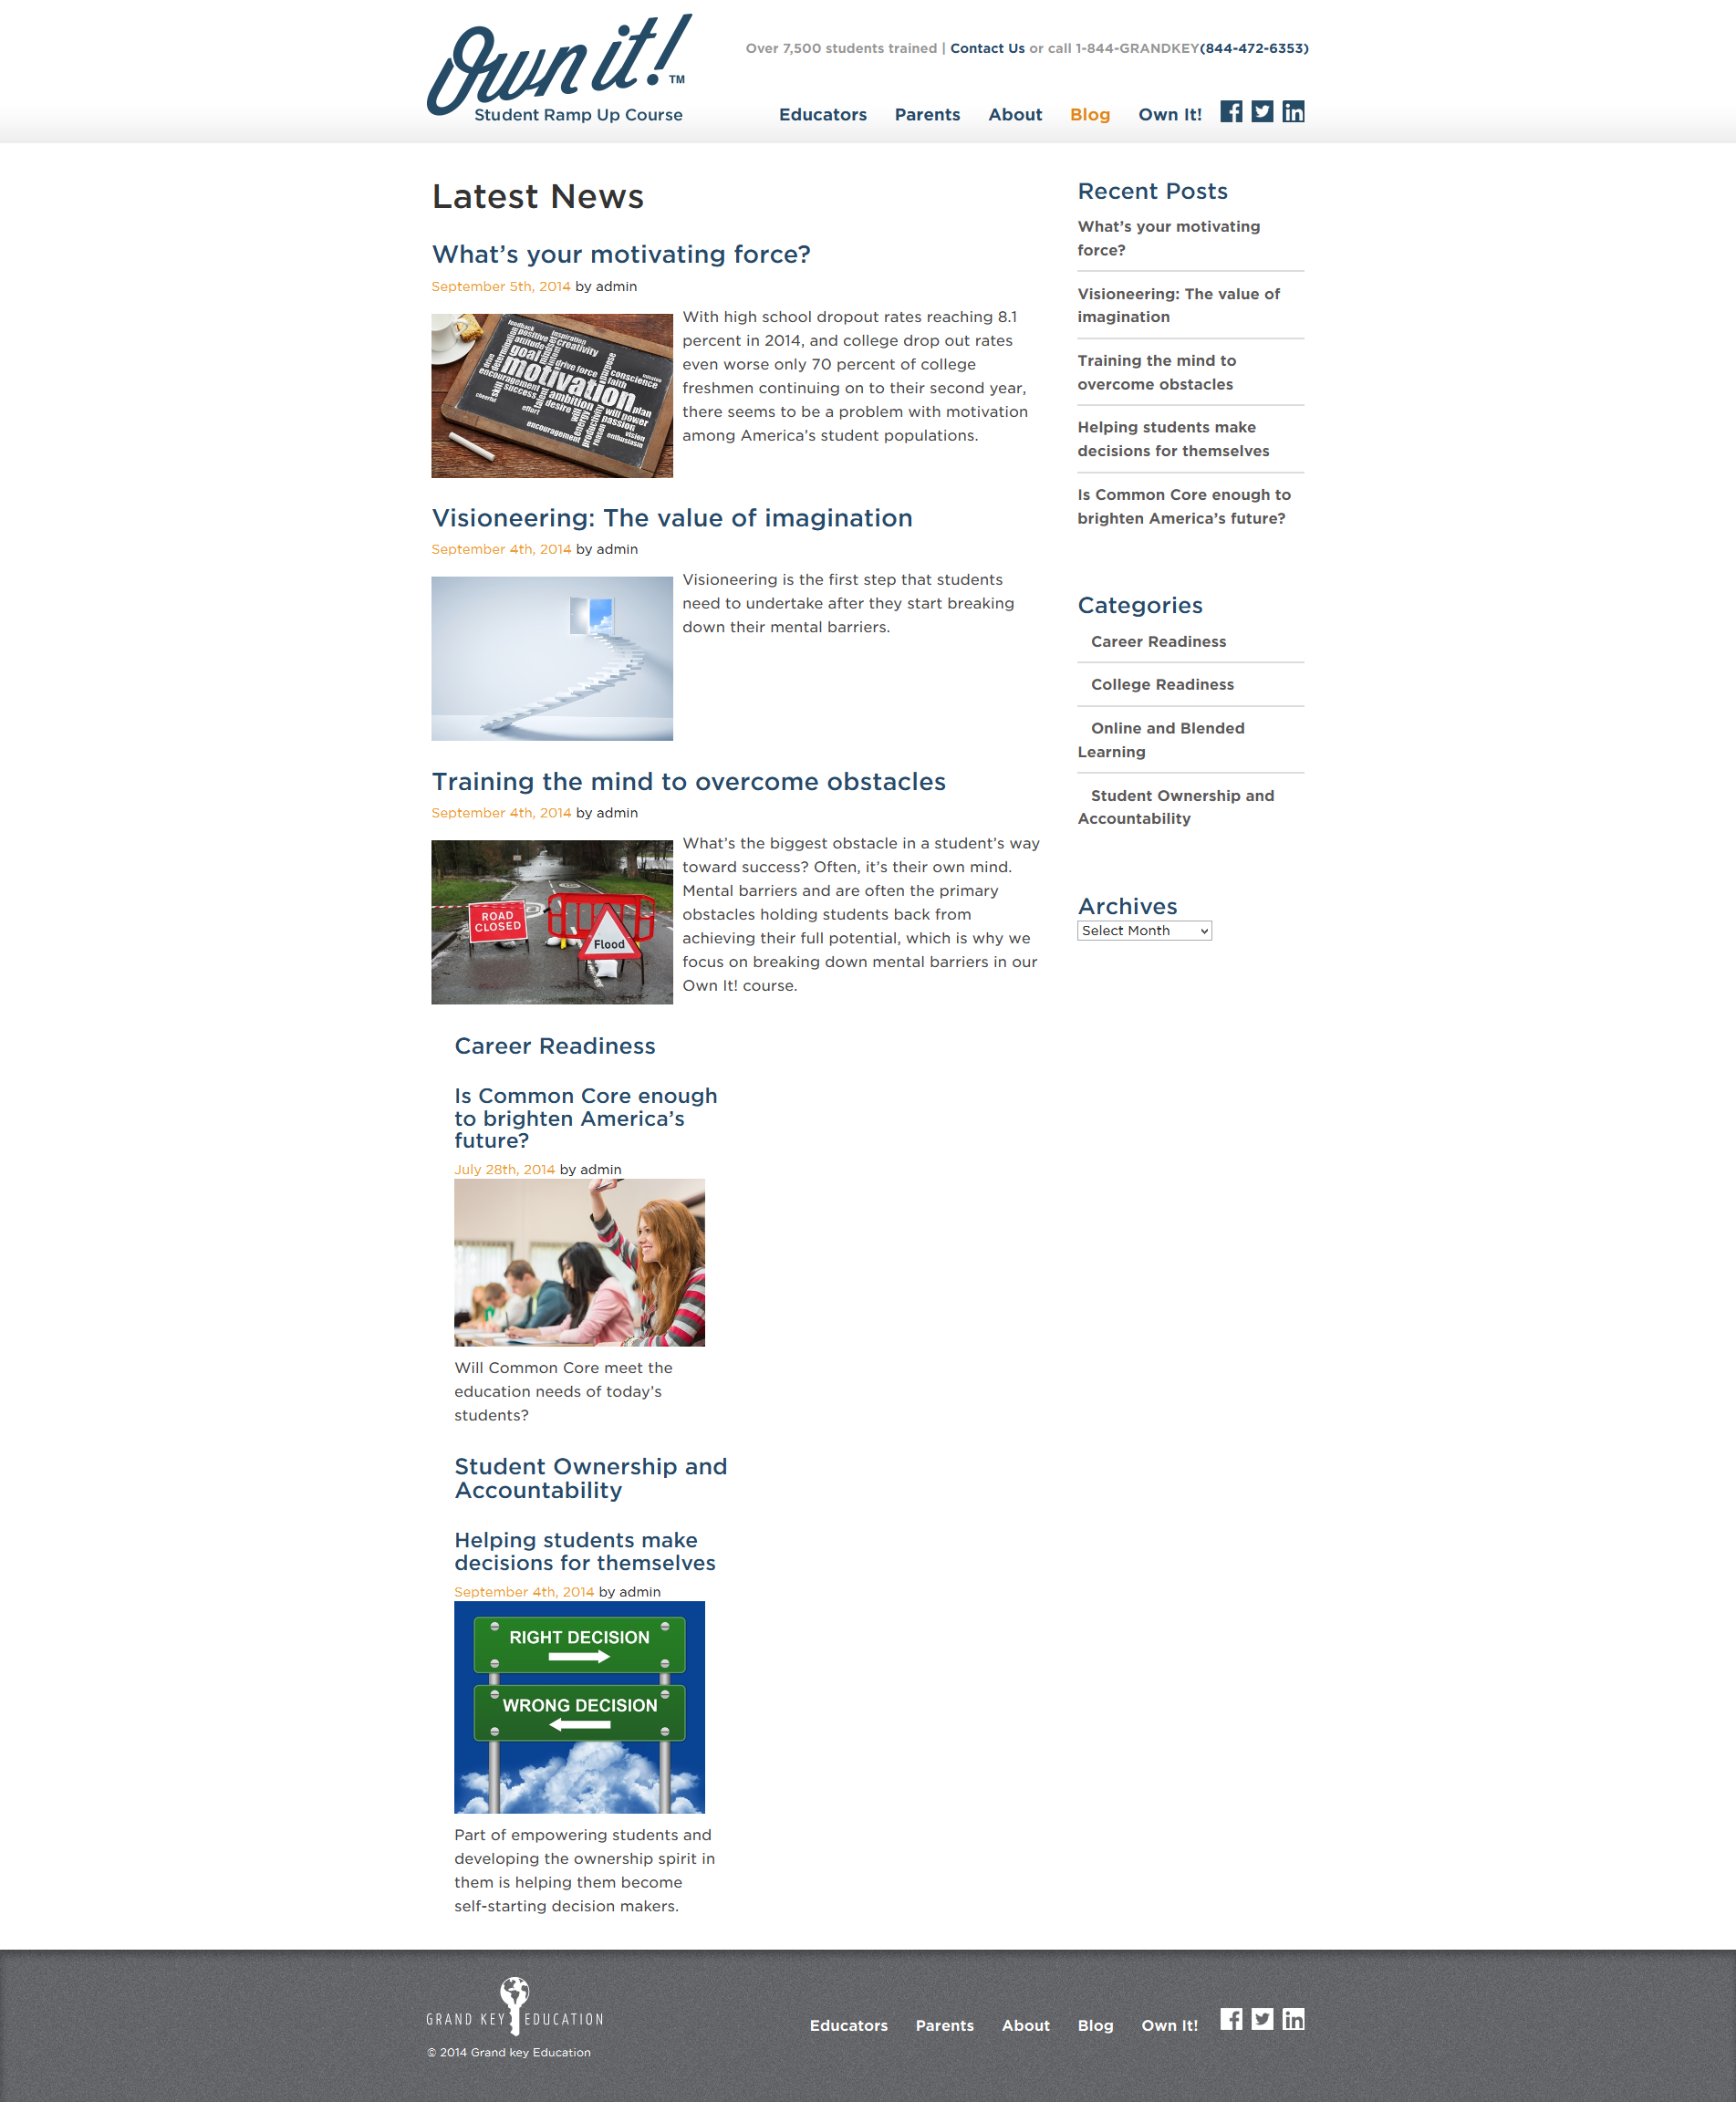 Own it!™
Student Ramp Up Course
Over 7,500 students trained | Contact Us or call 1-844-GRANDKEY(844-472-6353)
Educators Parents About Blog Own It!
Latest News
What's your motivating force?
September 5th, 2014 by admin
feedback
positive
attitude
inspiration
creativity
determination
drive
goal
mindset
drive force
purpose
conscience
mission
encouragement
motivation
faith
skill
success
talent
ambition
plan
cheerful
effort
desire
will
will power
energy
productivity
reason
passion
vision
enthusiasm
encouragement
With high school dropout rates reaching 8.1
percent in 2014, and college drop out rates
even worse only 70 percent of college
freshmen continuing on to their second year,
there seems to be a problem with motivation
among America's student populations.
Visioneering: The value of imagination
September 4th, 2014 by admin
Visioneering is the first step that students
need to undertake after they start breaking
down their mental barriers.
Training the mind to overcome obstacles
September 4th, 2014 by admin
ROAD
CLOSED
Flood
What's the biggest obstacle in a student's way
toward success? Often, it's their own mind.
Mental barriers and are often the primary
obstacles holding students back from
achieving their full potential, which is why we
focus on breaking down mental barriers in our
Own It! course.
Career Readiness
Is Common Core enough
to brighten America's
future?
July 28th, 2014 by admin
Will Common Core meet the
education needs of today's
students?
Student Ownership and
Accountability
Helping students make
decisions for themselves
September 4th, 2014 by admin
RIGHT DECISION
WRONG DECISION
Part of empowering students and
developing the ownership spirit in
them is helping them become
self-starting decision makers.
Recent Posts
What's your motivating
force?
Visioneering: The value of
imagination
Training the mind to
overcome obstacles
Helping students make
decisions for themselves
Is Common Core enough to
brighten America's future?
Categories
Career Readiness
College Readiness
Online and Blended
Learning
Student Ownership and
Accountability
Archives
Select Month
GRAND KEY EDUCATION
© 2014 Grand key Education
Educators Parents About Blog Own It!